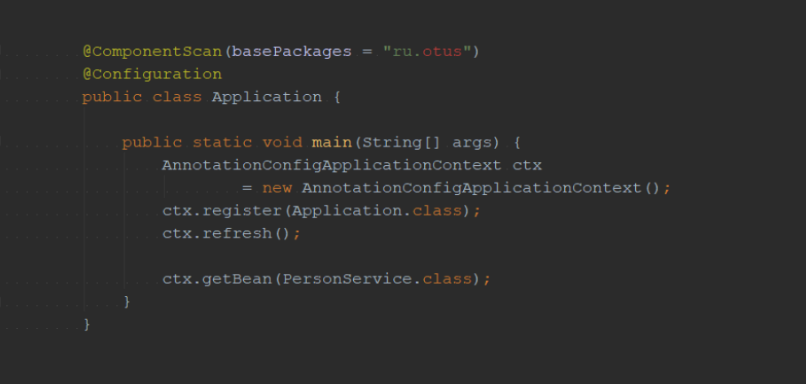 @ComponentScan(basePackages = "ru.otus")
@Configuration
public class Application {
public static void main(String[] args) {
AnnotationConfigApplicationContext ctx
= new AnnotationConfigApplicationContext();
ctx.register(Application.class);
ctx.refresh();
ctx.getBean(PersonService.class);
}
}